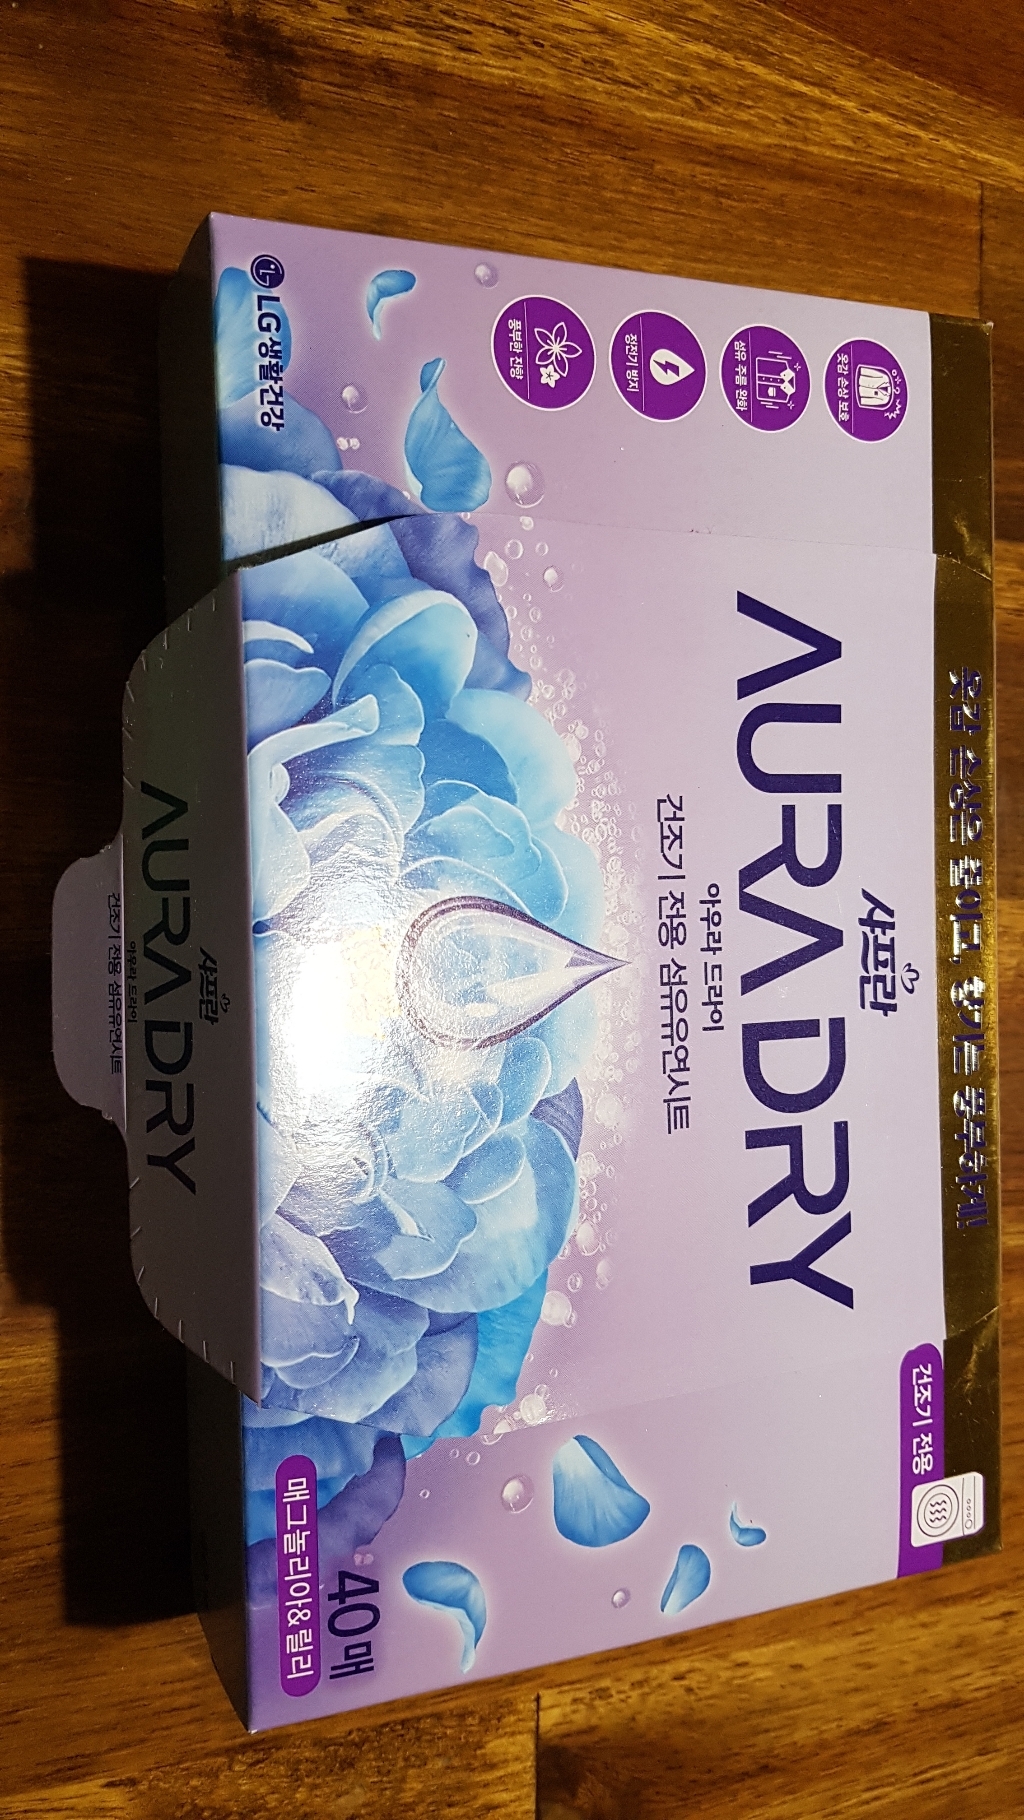 옷감 손상은 줄이고, 향기는 풍부하게!
건조기 전용
샤프란
AURA DRY
아우라 드라이
건조기 전용 섬유유연시트
옷감 손상 보호
섬유 주름 완화
정전기 방지
풍부한 잔향
LG생활건강
40매
매그놀리아&릴리
샤프란
AURA DRY
아우라 드라이
건조기 전용 섬유유연시트